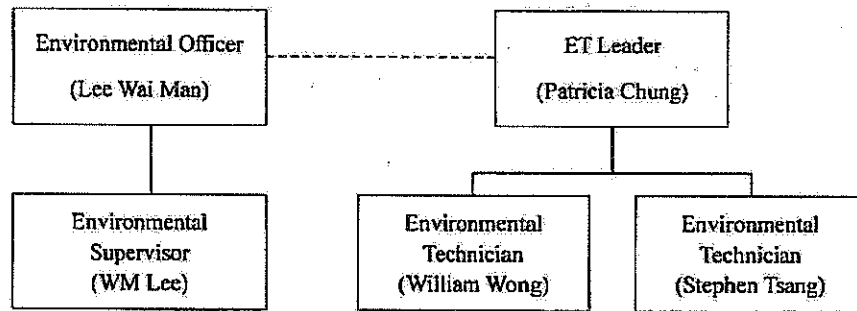 Environmental Officer
(Lee Wai Man)
ET Leader
(Patricia Chung)
Environmental
Supervisor
(WM Lee)
Environmental
Technician
(William Wong)
Environmental
Technician
(Stephen Tsang)